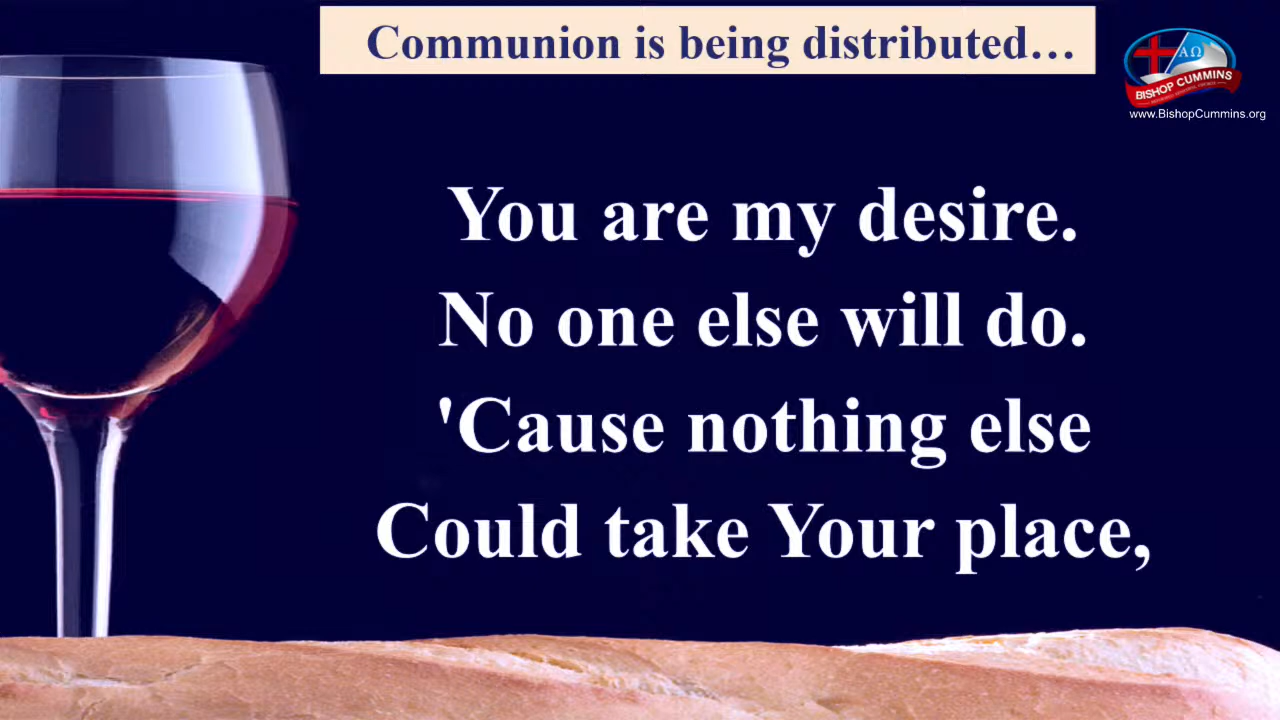 Communion is being distributed…
ΑΩ
BISHOP CUMMINS
www.BishopCummins.org
You are my desire.
No one else will do.
'Cause nothing else
Could take Your place,